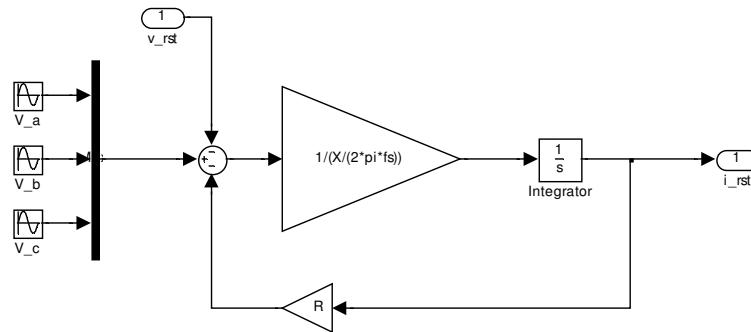 1
v_rst
V_a
V_b
V_c
+
-
-
1/(X/(2*pi*fs))
1
s
Integrator
1
i_rst
R